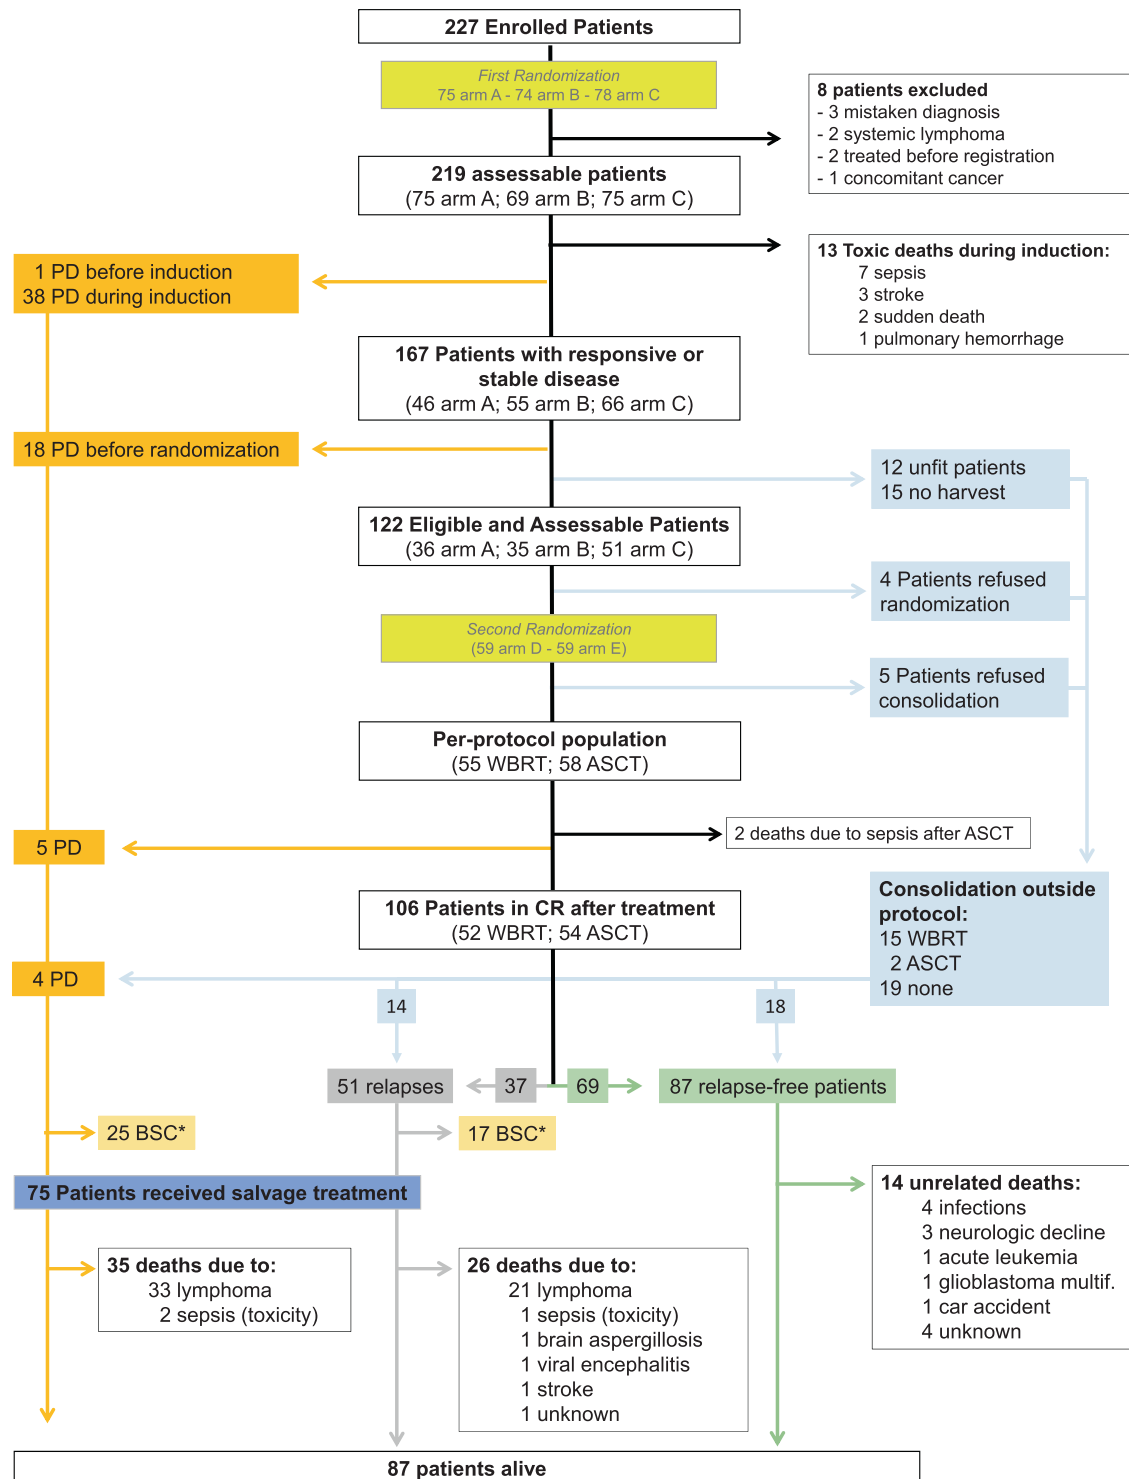 227 Enrolled Patients
First Randomization
75 arm A - 74 arm B - 78 arm C
8 patients excluded
- 3 mistaken diagnosis
- 2 systemic lymphoma
- 2 treated before registration
- 1 concomitant cancer
219 assessable patients
(75 arm A; 69 arm B; 75 arm C)
13 Toxic deaths during induction:
7 sepsis
3 stroke
2 sudden death
1 pulmonary hemorrhage
1 PD before induction
38 PD during induction
167 Patients with responsive or
stable disease
(46 arm A; 55 arm B; 66 arm C)
18 PD before randomization
12 unfit patients
15 no harvest
122 Eligible and Assessable Patients
(36 arm A; 35 arm B; 51 arm C)
4 Patients refused
randomization
Second Randomization
(59 arm D - 59 arm E)
5 Patients refused
consolidation
Per-protocol population
(55 WBRT; 58 ASCT)
2 deaths due to sepsis after ASCT
5 PD
106 Patients in CR after treatment
(52 WBRT; 54 ASCT)
Consolidation outside
protocol:
15 WBRT
2 ASCT
19 none
4 PD
14
18
51 relapses
37
69
87 relapse-free patients
25 BSC*
17 BSC*
75 Patients received salvage treatment
14 unrelated deaths:
4 infections
3 neurologic decline
1 acute leukemia
1 glioblastoma multif.
1 car accident
4 unknown
35 deaths due to:
33 lymphoma
2 sepsis (toxicity)
26 deaths due to:
21 lymphoma
1 sepsis (toxicity)
1 brain aspergillosis
1 viral encephalitis
1 stroke
1 unknown
87 patients alive